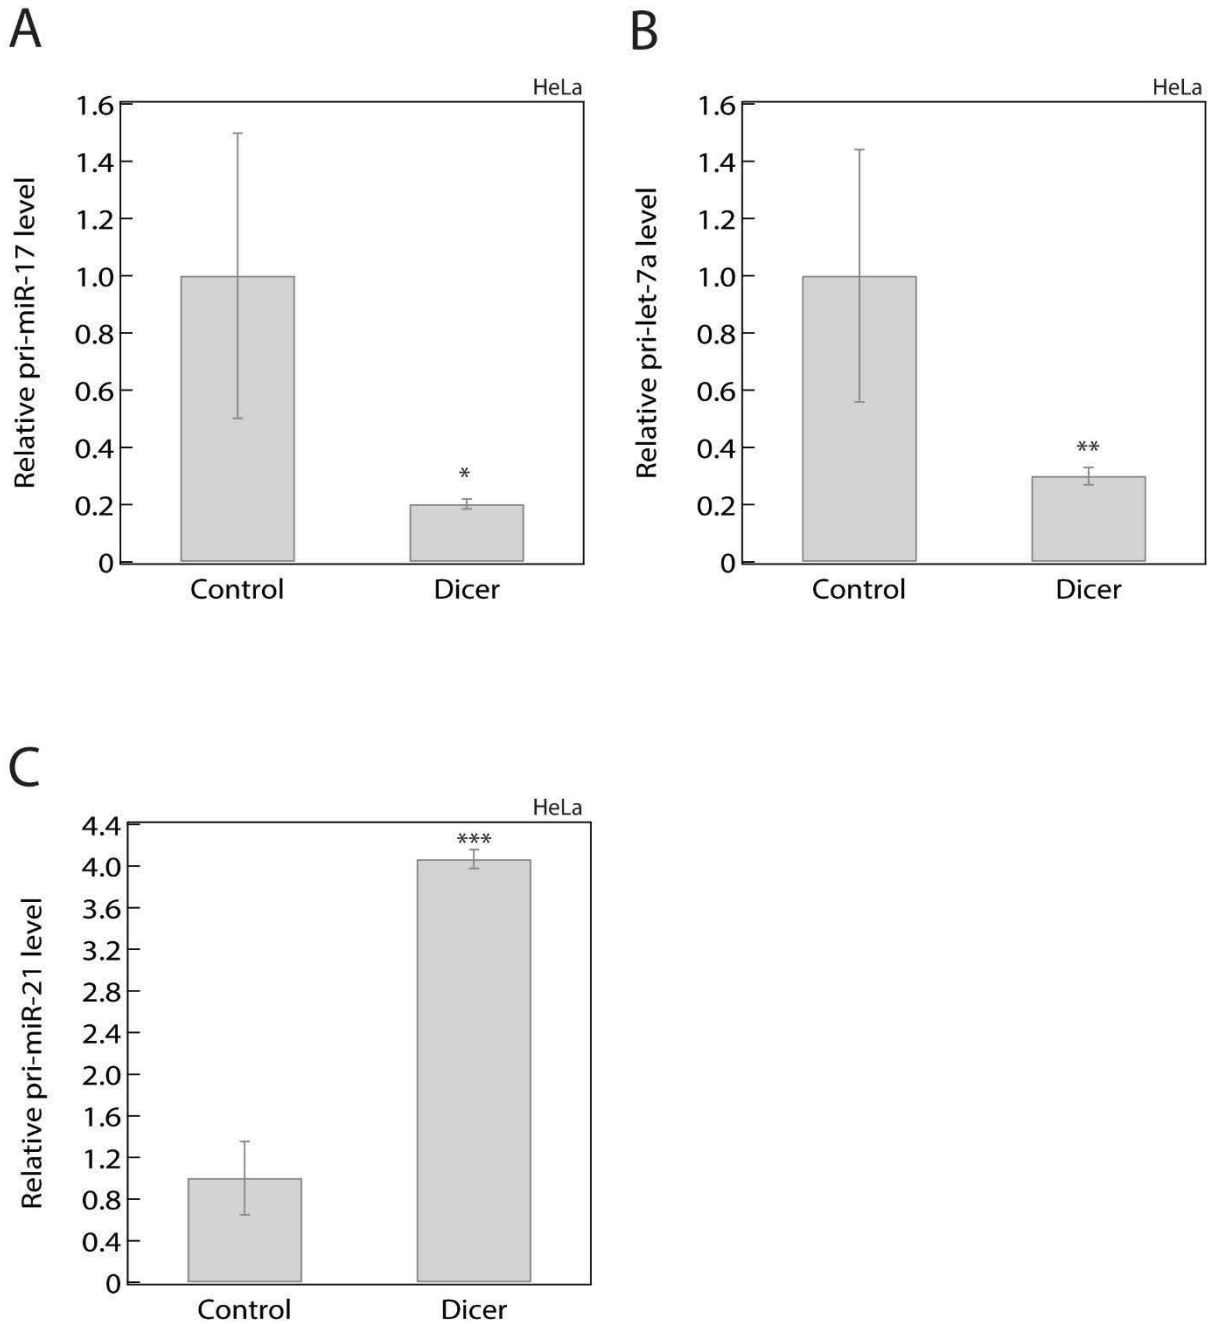 A
HeLa
Relative pri-miR-17 level
1.6
1.4
1.2
1.0
0.8
0.6
0.4
0.2
0
*
Control Dicer
B
HeLa
Relative pri-let-7a level
1.6
1.4
1.2
1.0
0.8
0.6
0.4
0.2
0
**
Control Dicer
C
HeLa
Relative pri-miR-21 level
4.4
4.0
3.6
3.2
2.8
2.4
2.0
1.6
1.2
0.8
0.4
0
***
Control Dicer